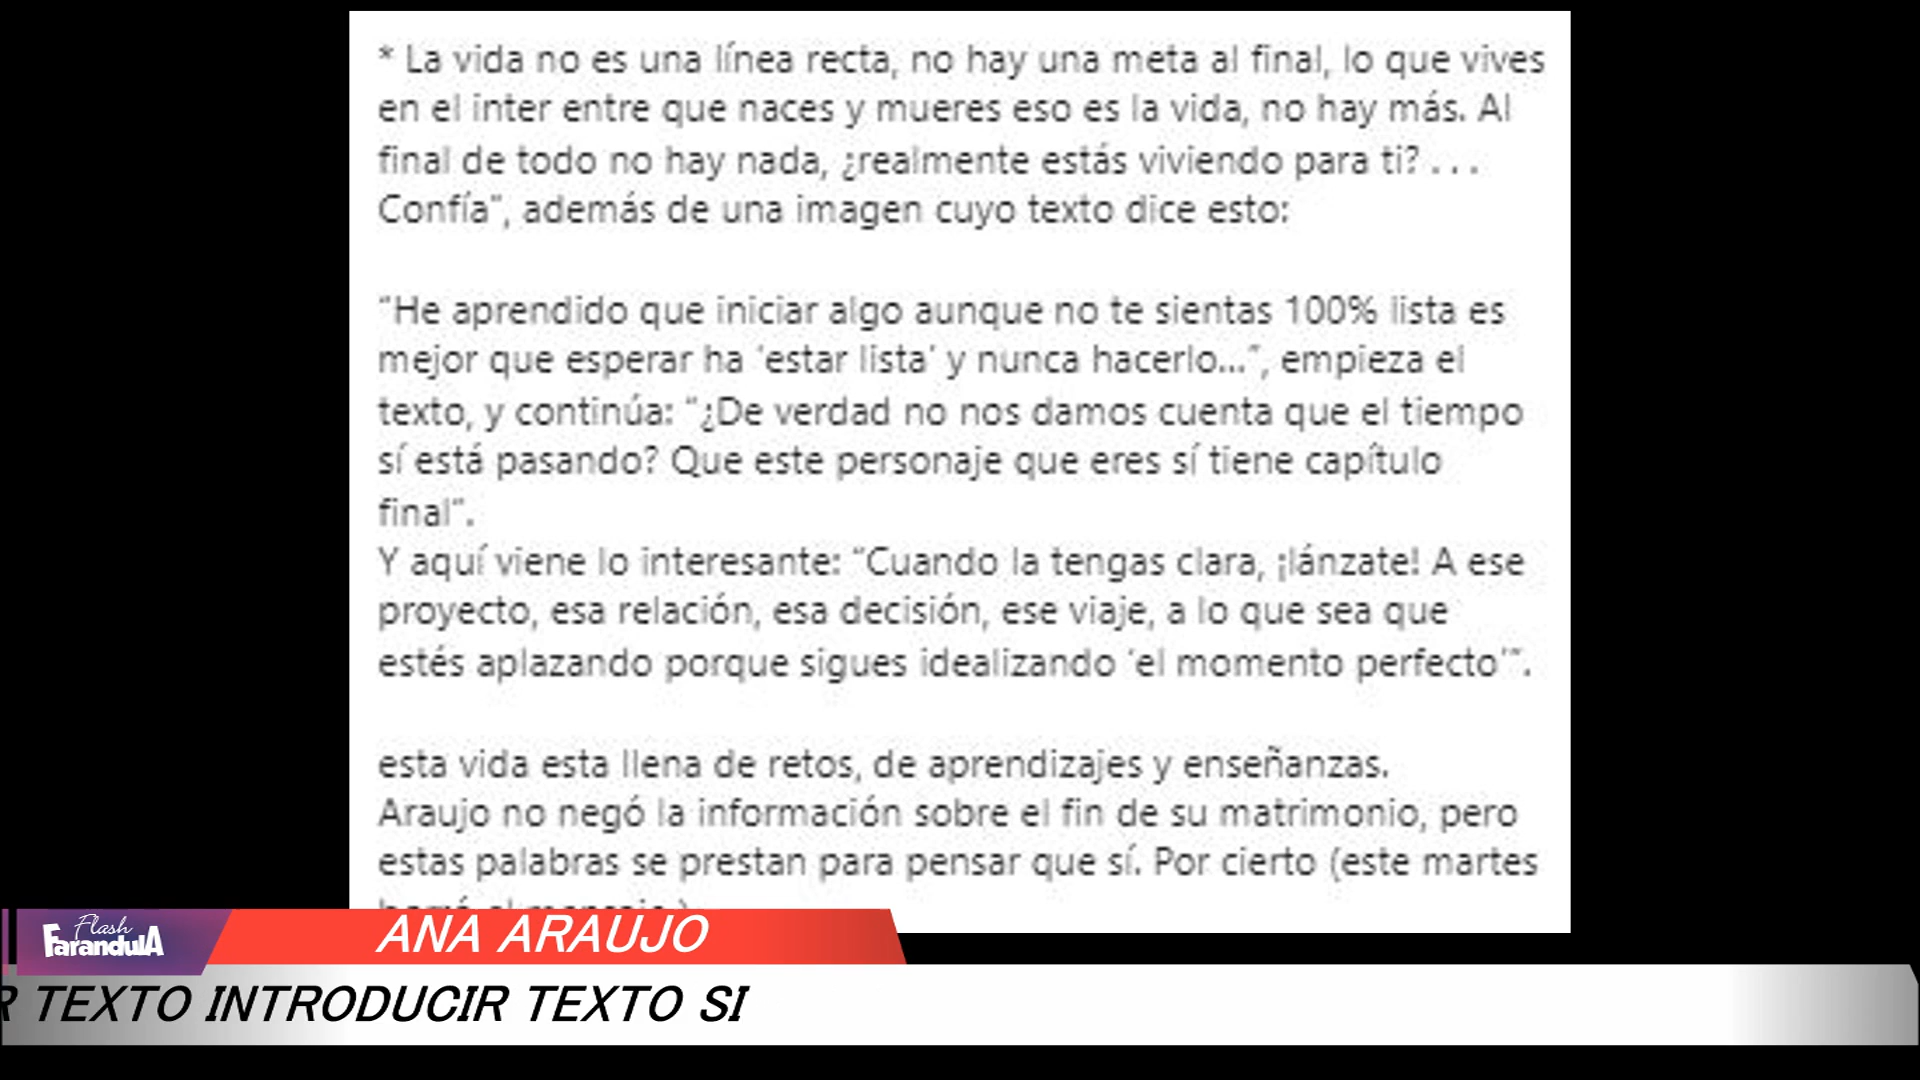 * La vida no es una línea recta, no hay una meta al final, lo que vives
en el inter entre que naces y mueres eso es la vida, no hay más. Al
final de todo no hay nada, ¿realmente estás viviendo para ti? . . .
Confía”, además de una imagen cuyo texto dice esto:
“He aprendido que iniciar algo aunque no te sientas 100% lista es
mejor que esperar ha ‘estar lista’ y nunca hacerlo...”, empieza el
texto, y continúa: “¿De verdad no nos damos cuenta que el tiempo
sí está pasando? Que este personaje que eres sí tiene capítulo
final”.
Y aquí viene lo interesante: “Cuando la tengas clara, ¡lánzate! A ese
proyecto, esa relación, esa decisión, ese viaje, a lo que sea que
estés aplazando porque sigues idealizando ‘el momento perfecto’”.
esta vida esta llena de retos, de aprendizajes y enseñanzas.
Araujo no negó la información sobre el fin de su matrimonio, pero
estas palabras se prestan para pensar que sí. Por cierto (este martes
Flash
FarandulA
ANA ARAUJO
R TEXTO INTRODUCIR TEXTO SI